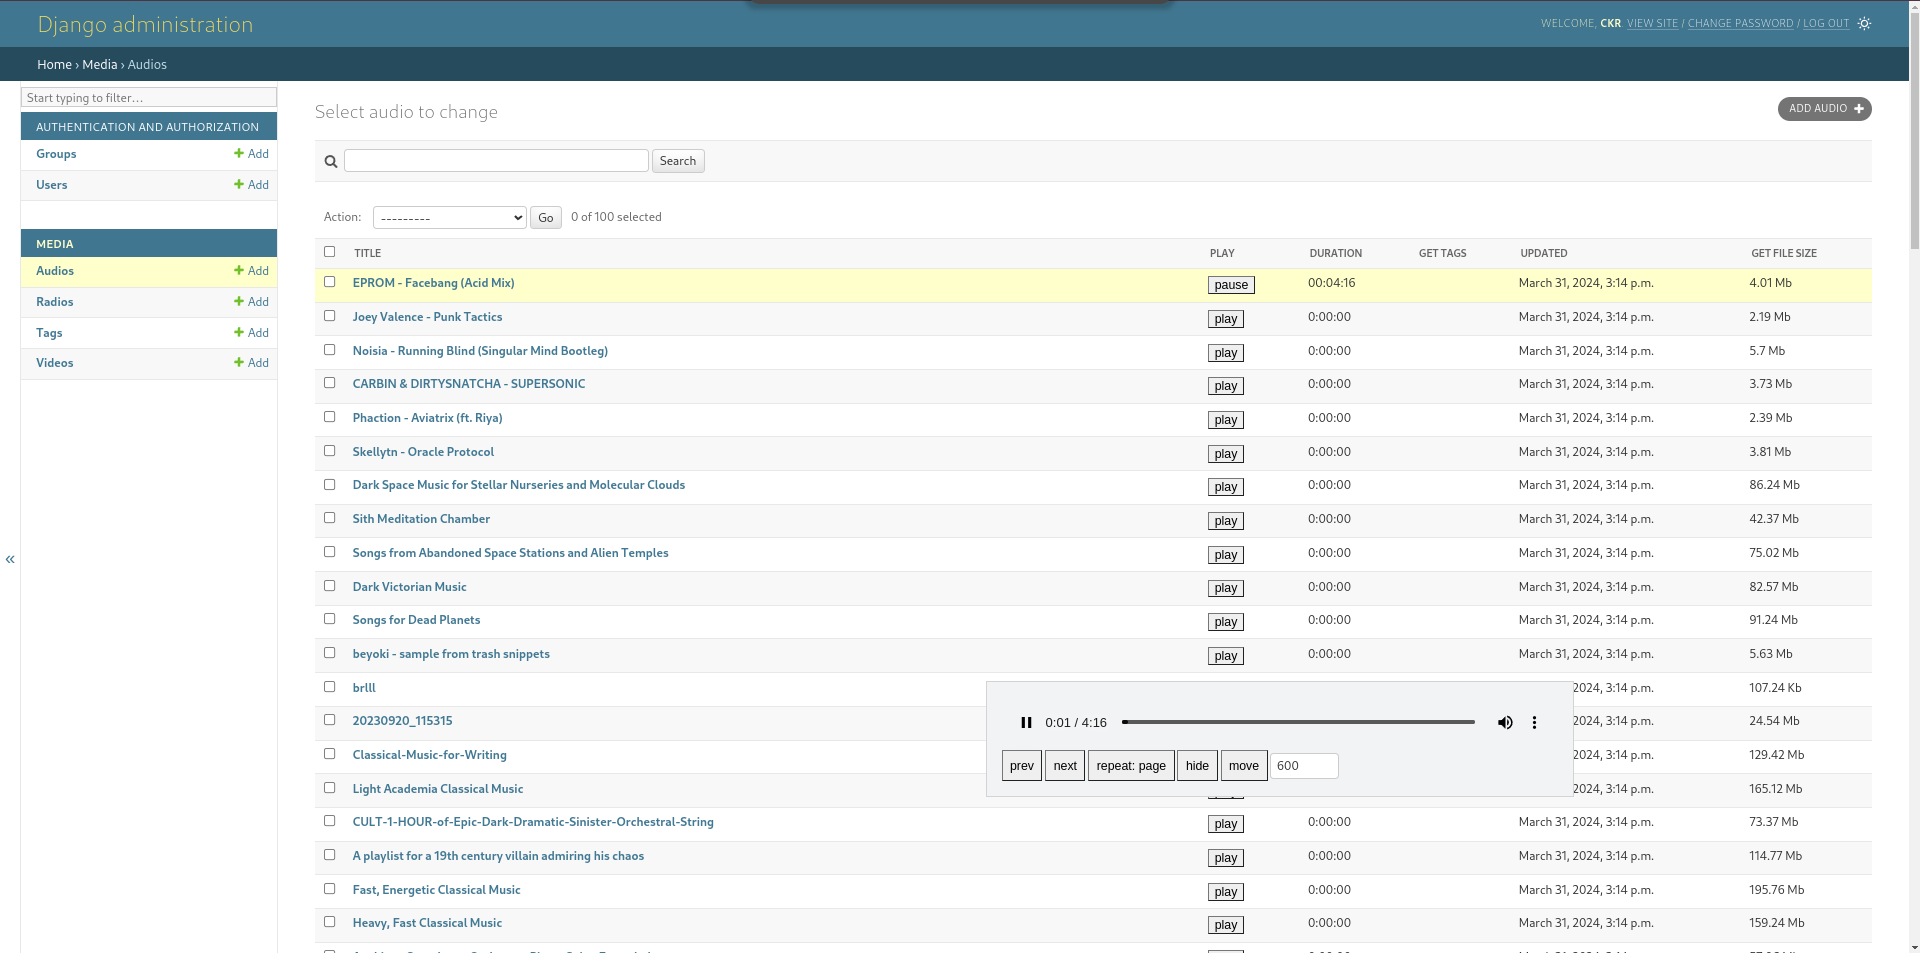 Django administration
WELCOME, CKR VIEW SITE / CHANGE PASSWORD / LOG OUT
Home › Media › Audios
Start typing to filter...
AUTHENTICATION AND AUTHORIZATION
Groups Add
Users Add
MEDIA
Audios Add
Radios Add
Tags Add
Videos Add
«
Select audio to change
ADD AUDIO
Search
Action: --------- Go 0 of 100 selected
TITLE PLAY DURATION GET TAGS UPDATED GET FILE SIZE
EPROM - Facebang (Acid Mix) pause 00:04:16 March 31, 2024, 3:14 p.m. 4.01 Mb
Joey Valence - Punk Tactics play 0:00:00 March 31, 2024, 3:14 p.m. 2.19 Mb
Noisia - Running Blind (Singular Mind Bootleg) play 0:00:00 March 31, 2024, 3:14 p.m. 5.7 Mb
CARBIN & DIRTYSNATCHA - SUPERSONIC play 0:00:00 March 31, 2024, 3:14 p.m. 3.73 Mb
Phaction - Aviatrix (ft. Riya) play 0:00:00 March 31, 2024, 3:14 p.m. 2.39 Mb
Skellytn - Oracle Protocol play 0:00:00 March 31, 2024, 3:14 p.m. 3.81 Mb
Dark Space Music for Stellar Nurseries and Molecular Clouds play 0:00:00 March 31, 2024, 3:14 p.m. 86.24 Mb
Sith Meditation Chamber play 0:00:00 March 31, 2024, 3:14 p.m. 42.37 Mb
Songs from Abandoned Space Stations and Alien Temples play 0:00:00 March 31, 2024, 3:14 p.m. 75.02 Mb
Dark Victorian Music play 0:00:00 March 31, 2024, 3:14 p.m. 82.57 Mb
Songs for Dead Planets play 0:00:00 March 31, 2024, 3:14 p.m. 91.24 Mb
beyoki - sample from trash snippets play 0:00:00 March 31, 2024, 3:14 p.m. 5.63 Mb
brlll 2024, 3:14 p.m. 107.24 Kb
20230920_115315 2024, 3:14 p.m. 24.54 Mb
Classical-Music-for-Writing 2024, 3:14 p.m. 129.42 Mb
Light Academia Classical Music 2024, 3:14 p.m. 165.12 Mb
CULT-1-HOUR-of-Epic-Dark-Dramatic-Sinister-Orchestral-String play 0:00:00 March 31, 2024, 3:14 p.m. 73.37 Mb
A playlist for a 19th century villain admiring his chaos play 0:00:00 March 31, 2024, 3:14 p.m. 114.77 Mb
Fast, Energetic Classical Music play 0:00:00 March 31, 2024, 3:14 p.m. 195.76 Mb
Heavy, Fast Classical Music play 0:00:00 March 31, 2024, 3:14 p.m. 159.24 Mb
0:01 / 4:16
prev next repeat: page hide move 600